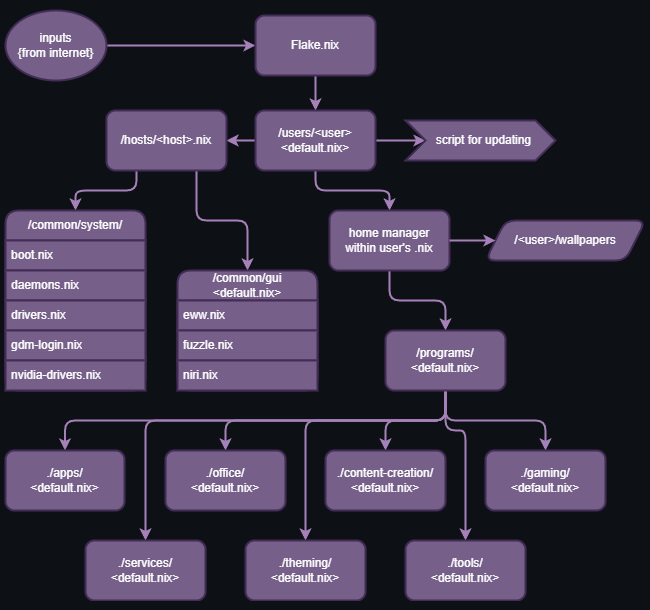 inputs
{from internet}
Flake.nix
/hosts/<host>.nix
/users/<user>
<default.nix>
script for updating
/common/system/
boot.nix
daemons.nix
drivers.nix
gdm-login.nix
nvidia-drivers.nix
/common/gui
<default.nix>
eww.nix
fuzzle.nix
niri.nix
home manager
within user's .nix
/<user>/wallpapers
/programs/
<default.nix>
./apps/
<default.nix>
./office/
<default.nix>
./content-creation/
<default.nix>
./gaming/
<default.nix>
./services/
<default.nix>
./theming/
<default.nix>
./tools/
<default.nix>